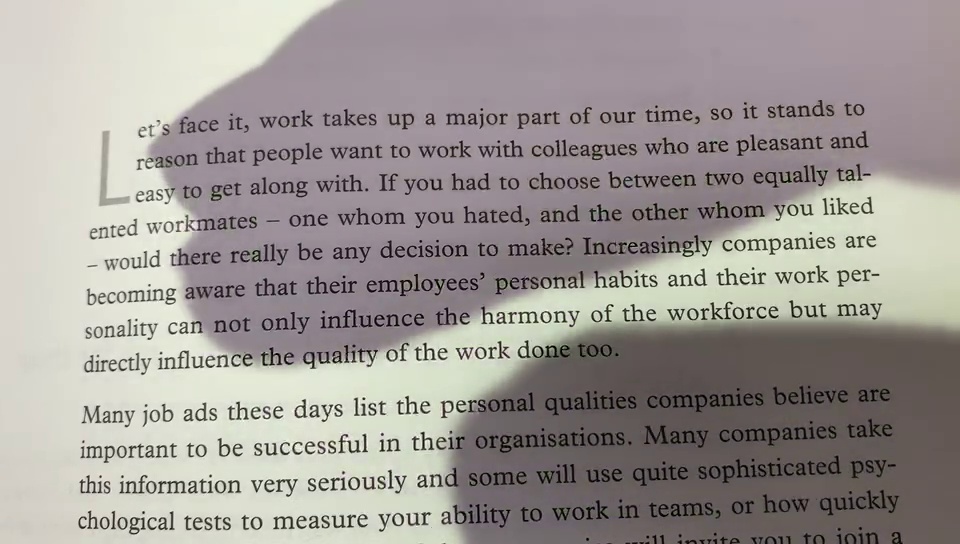 Let's face it, work takes up a major part of our time, so it stands to
reason that people want to work with colleagues who are pleasant and
easy to get along with. If you had to choose between two equally tal-
ented workmates – one whom you hated, and the other whom you liked
– would there really be any decision to make? Increasingly companies are
becoming aware that their employees' personal habits and their work per-
sonality can not only influence the harmony of the workforce but may
directly influence the quality of the work done too.
Many job ads these days list the personal qualities companies believe are
important to be successful in their organisations. Many companies take
this information very seriously and some will use quite sophisticated psy-
chological tests to measure your ability to work in teams, or how quickly
will invite you to join a